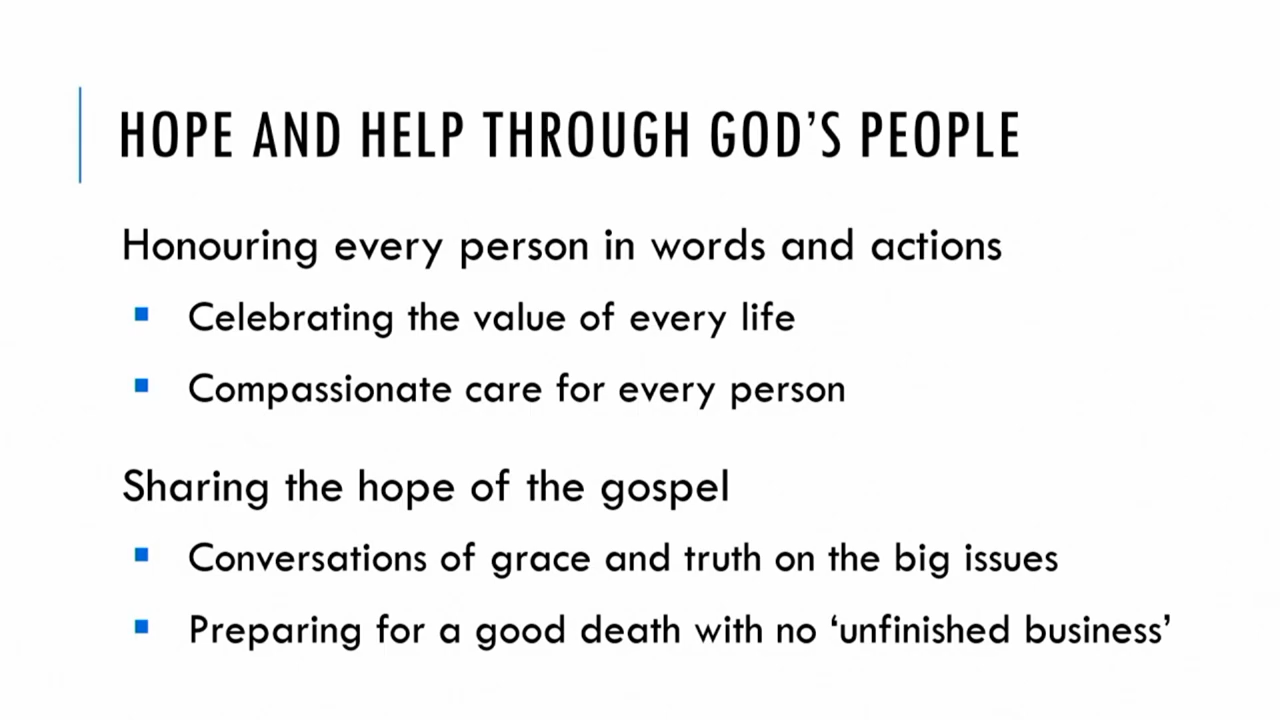 HOPE AND HELP THROUGH GOD’S PEOPLE
Honouring every person in words and actions
▪ Celebrating the value of every life
▪ Compassionate care for every person
Sharing the hope of the gospel
▪ Conversations of grace and truth on the big issues
▪ Preparing for a good death with no ‘unfinished business’